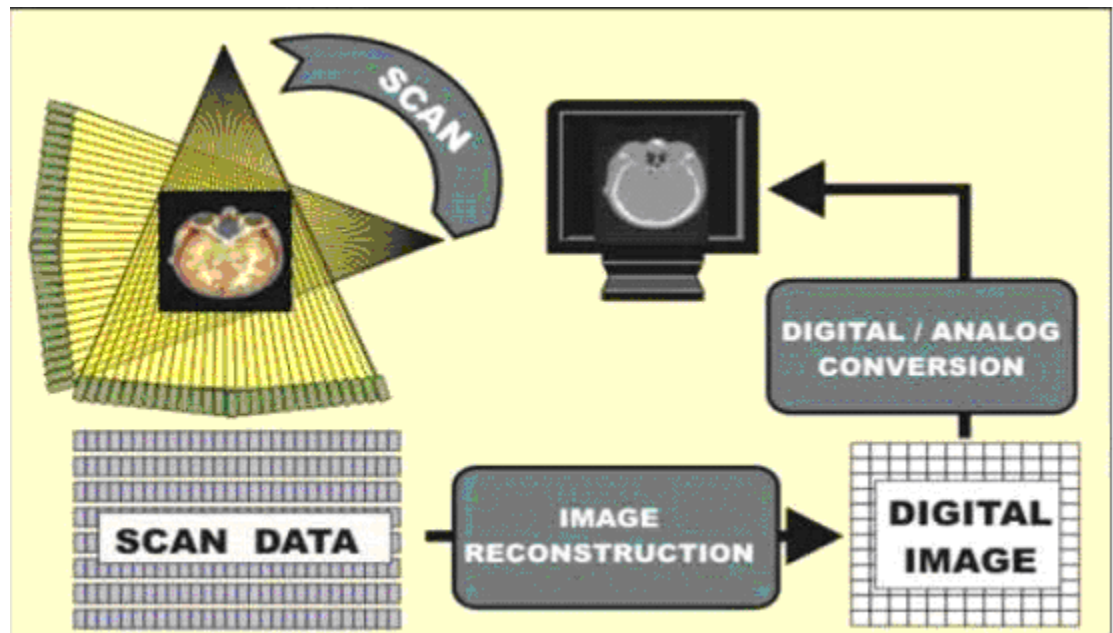 SCAN
DIGITAL / ANALOG
CONVERSION
SCAN DATA
IMAGE
RECONSTRUCTION
DIGITAL
IMAGE